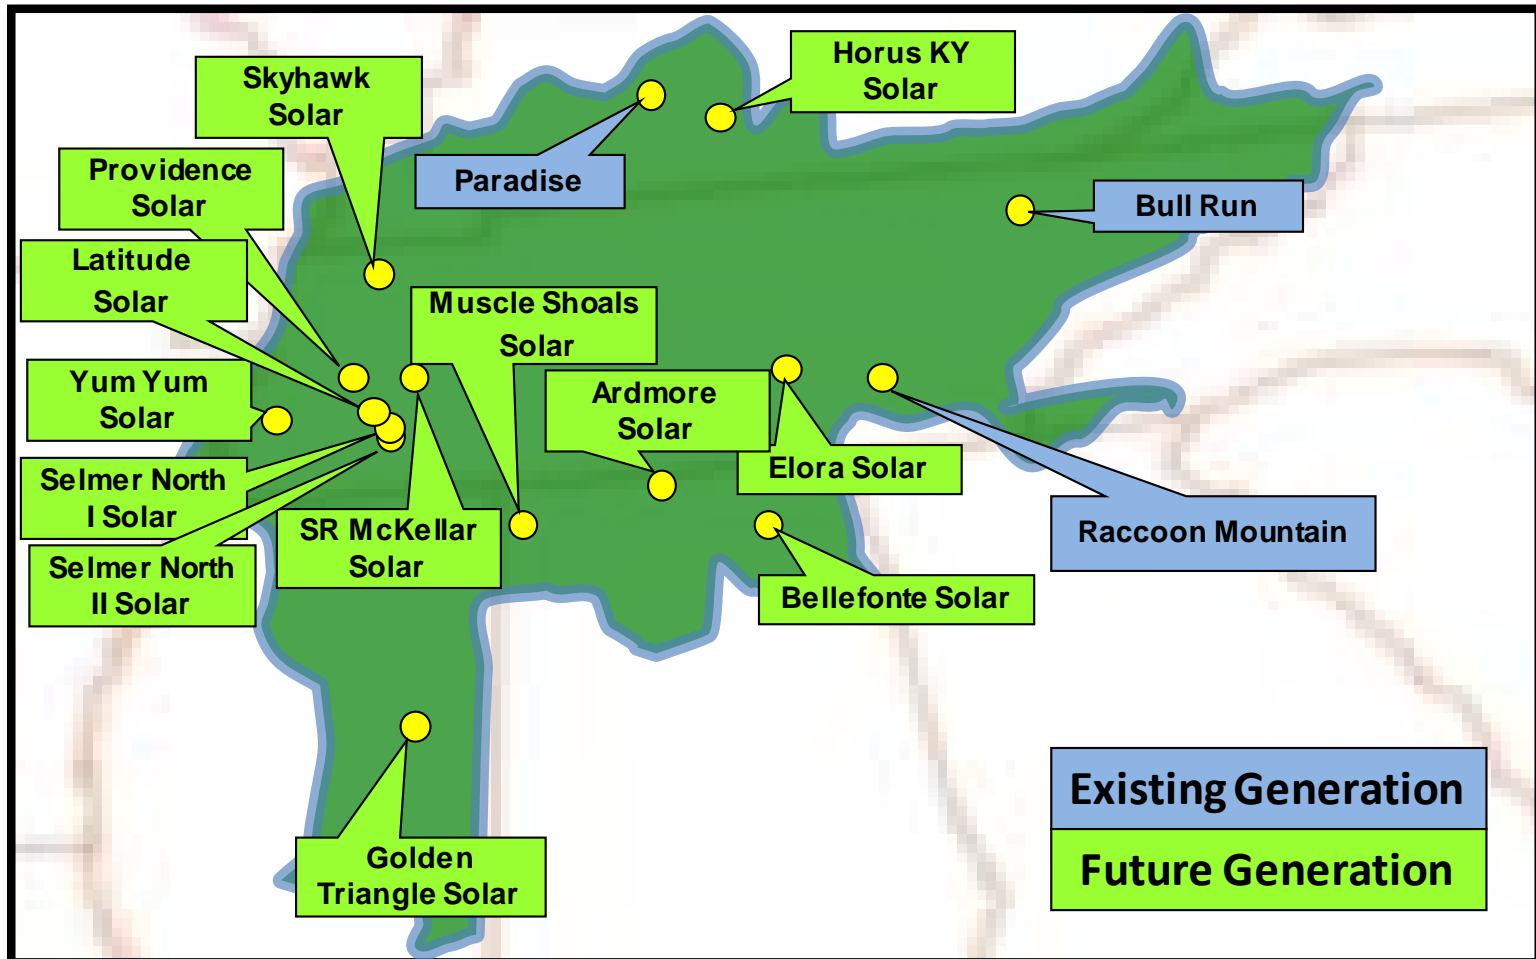 Horus KY
Solar
Skyhawk
Solar
Providence
Solar
Paradise
Bull Run
Latitude
Solar
Muscle Shoals
Solar
Yum Yum
Solar
Ardmore
Solar
Elora Solar
Selmer North
I Solar
SR McKellar
Solar
Raccoon Mountain
Selmer North
II Solar
Bellefonte Solar
Golden
Triangle Solar
Existing Generation
Future Generation